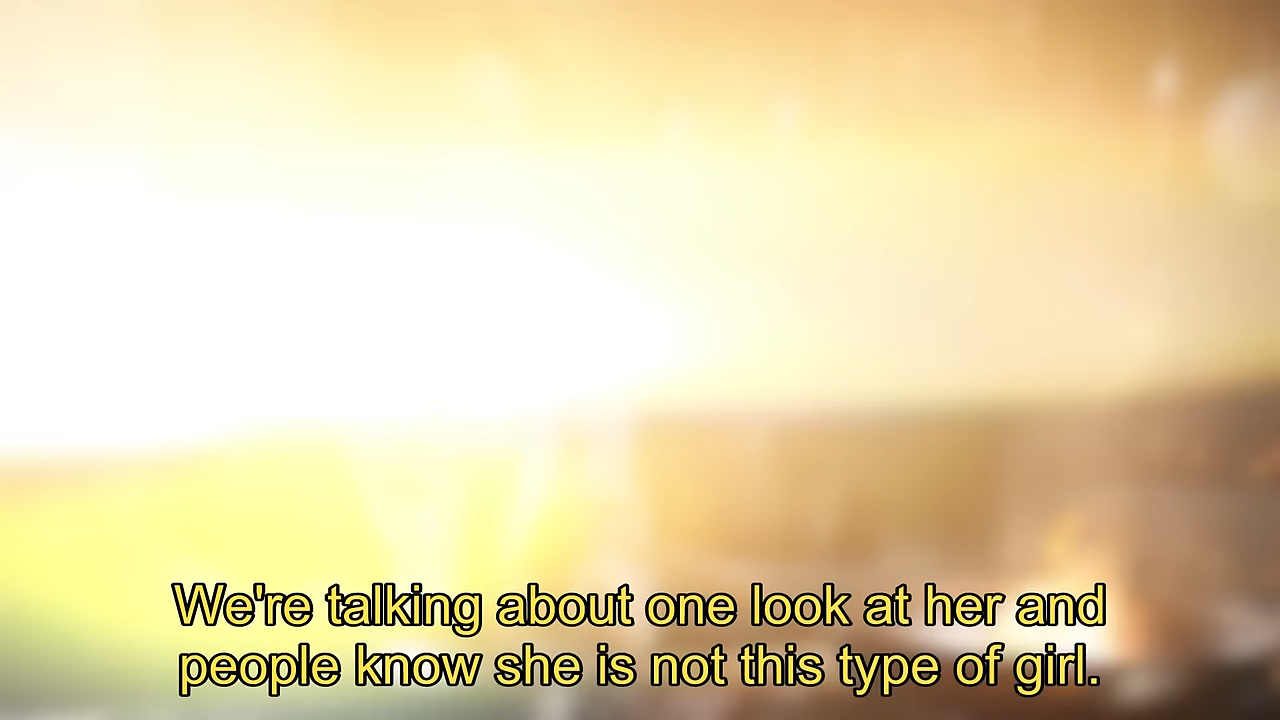 We're talking about one look at her and
people know she is not this type of girl.